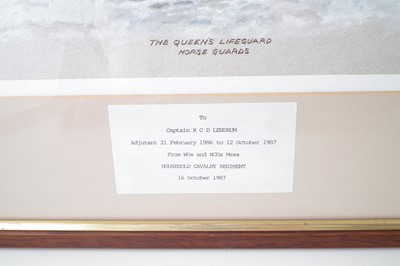 THE QUEEN'S LIFEGUARD
HORSE GUARDS
To
Captain R C D LENDRUM
Adjutant 21 February 1986 to 12 October 1987
From WOs and NCOs Mess
HOUSEHOLD CAVALRY REGIMENT
16 October 1987